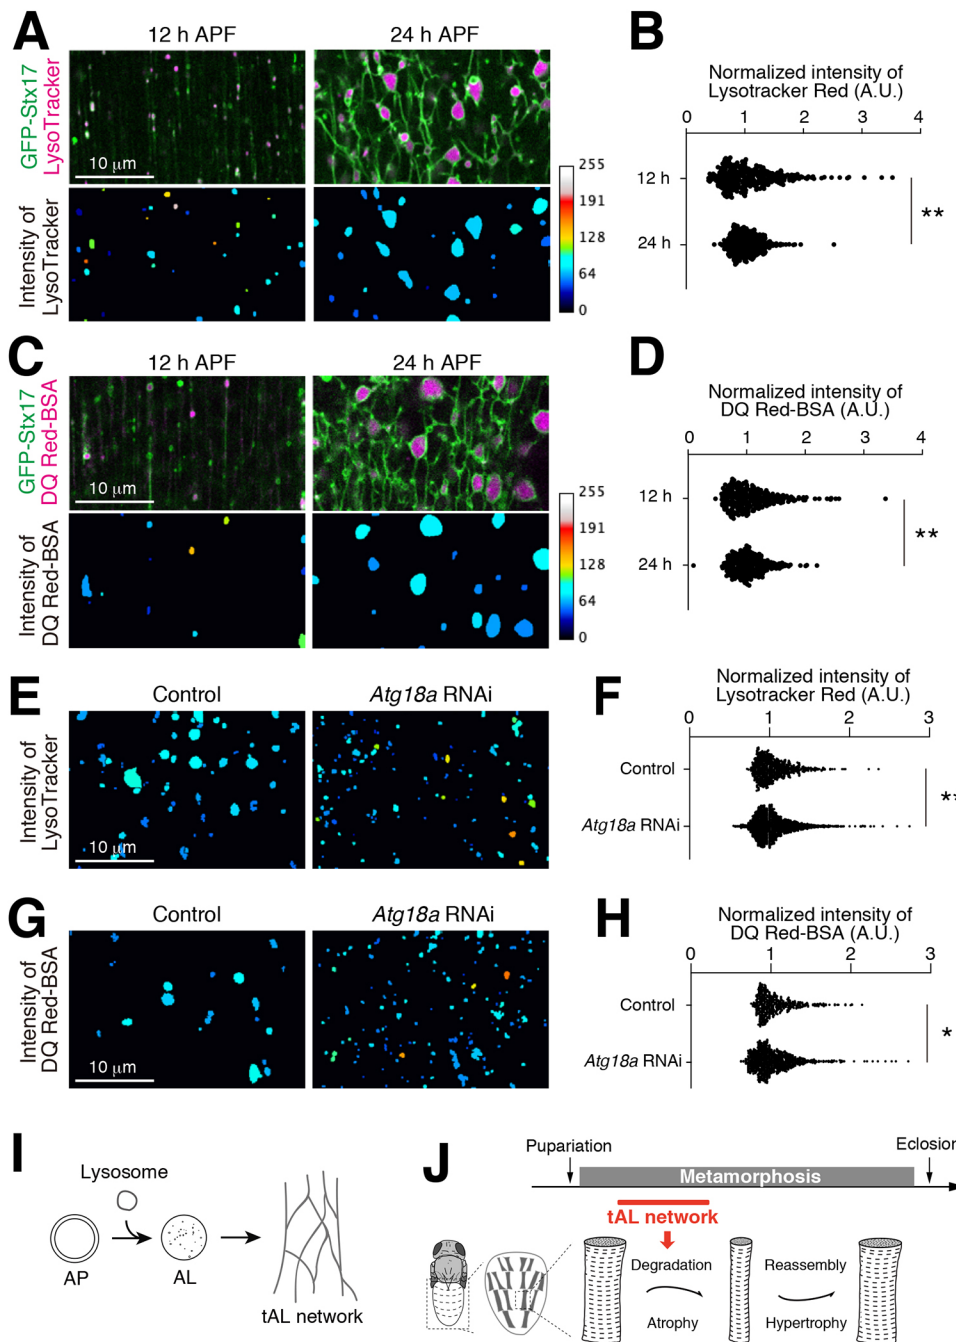 A
12 h APF
24 h APF
GFP-Stx17
LysoTracker
10 μm
Intensity of
LysoTracker
255
191
128
64
0
B
Normalized intensity of
Lysotracker Red (A.U.)
0 1 2 3 4
12 h
24 h
**
C
12 h APF
24 h APF
GFP-Stx17
DQ Red-BSA
10 μm
Intensity of
DQ Red-BSA
255
191
128
64
0
D
Normalized intensity of
DQ Red-BSA (A.U.)
0 1 2 3 4
12 h
24 h
**
E
Control
Atg18a RNAi
Intensity of
LysoTracker
10 μm
F
Normalized intensity of
Lysotracker Red (A.U.)
0 1 2 3
Control
Atg18a RNAi
**
G
Control
Atg18a RNAi
Intensity of
DQ Red-BSA
10 μm
H
Normalized intensity of
DQ Red-BSA (A.U.)
0 1 2 3
Control
Atg18a RNAi
*
I
Lysosome
AP
AL
tAL network
J
Pupariation
Eclosion
Metamorphosis
tAL network
Degradation
Reassembly
Atrophy
Hypertrophy